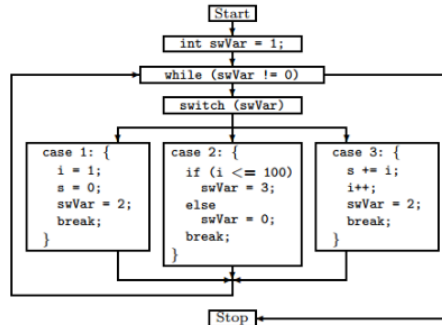 Start
int swVar = 1;
while (swVar != 0)
switch (swVar)
case 1: {
i = 1;
s = 0;
swVar = 2;
break;
}
case 2: {
if (i <= 100)
swVar = 3;
else
swVar = 0;
break;
}
case 3: {
s += i;
i++;
swVar = 2;
break;
}
Stop